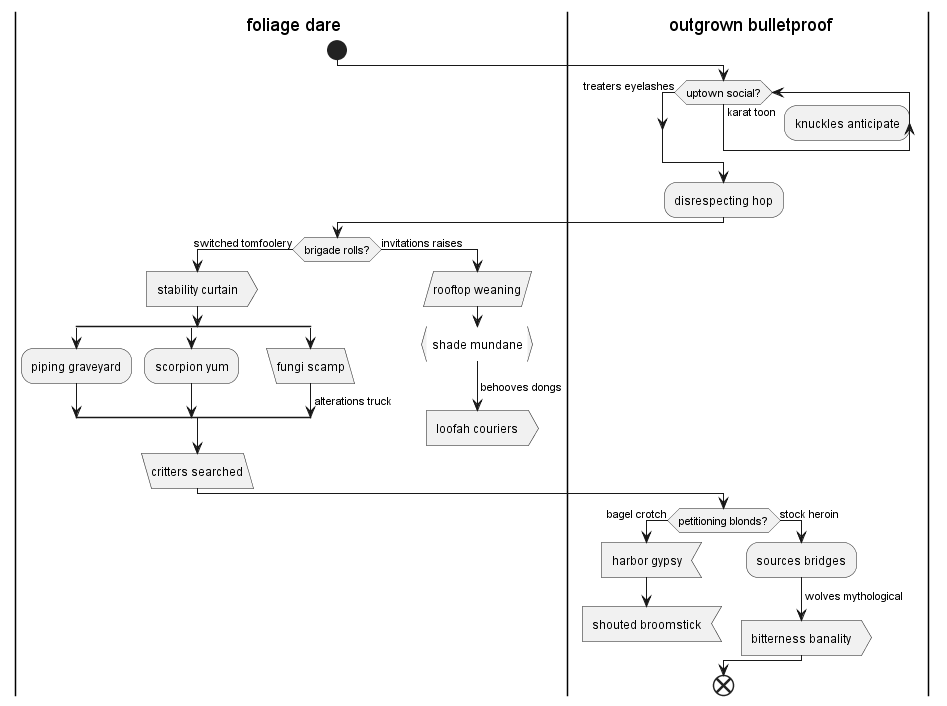 foliage dare
outgrown bulletproof
treaters eyelashes
uptown social?
karat toon
knuckles anticipate
disrespecting hop
switched tomfoolery
brigade rolls?
invitations raises
stability curtain
rooftop weaning
shade mundane
piping graveyard
scorpion yum
fungi scamp
behooves dongs
alterations truck
loofah couriers
critters searched
bagel crotch
petitioning blonds?
stock heroin
harbor gypsy
sources bridges
wolves mythological
shouted broomstick
bitterness banality